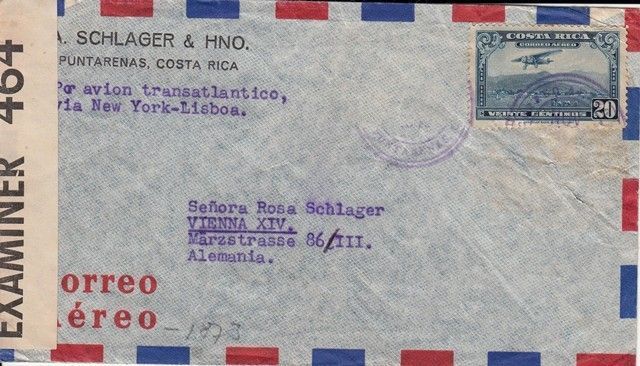 EXAMINER 464
A. SCHLAGER & HNO.
PUNTARENAS, COSTA RICA
Por avion transatlantico,
via New York-Lisboa.
COSTA RICA
CORREO AEREO
20
VEINTE CENTIMOS
Señora Rosa Schlager
VIENNA XIV.
Märzstrasse 86/III.
Alemania.
orreo
éreo
-1873